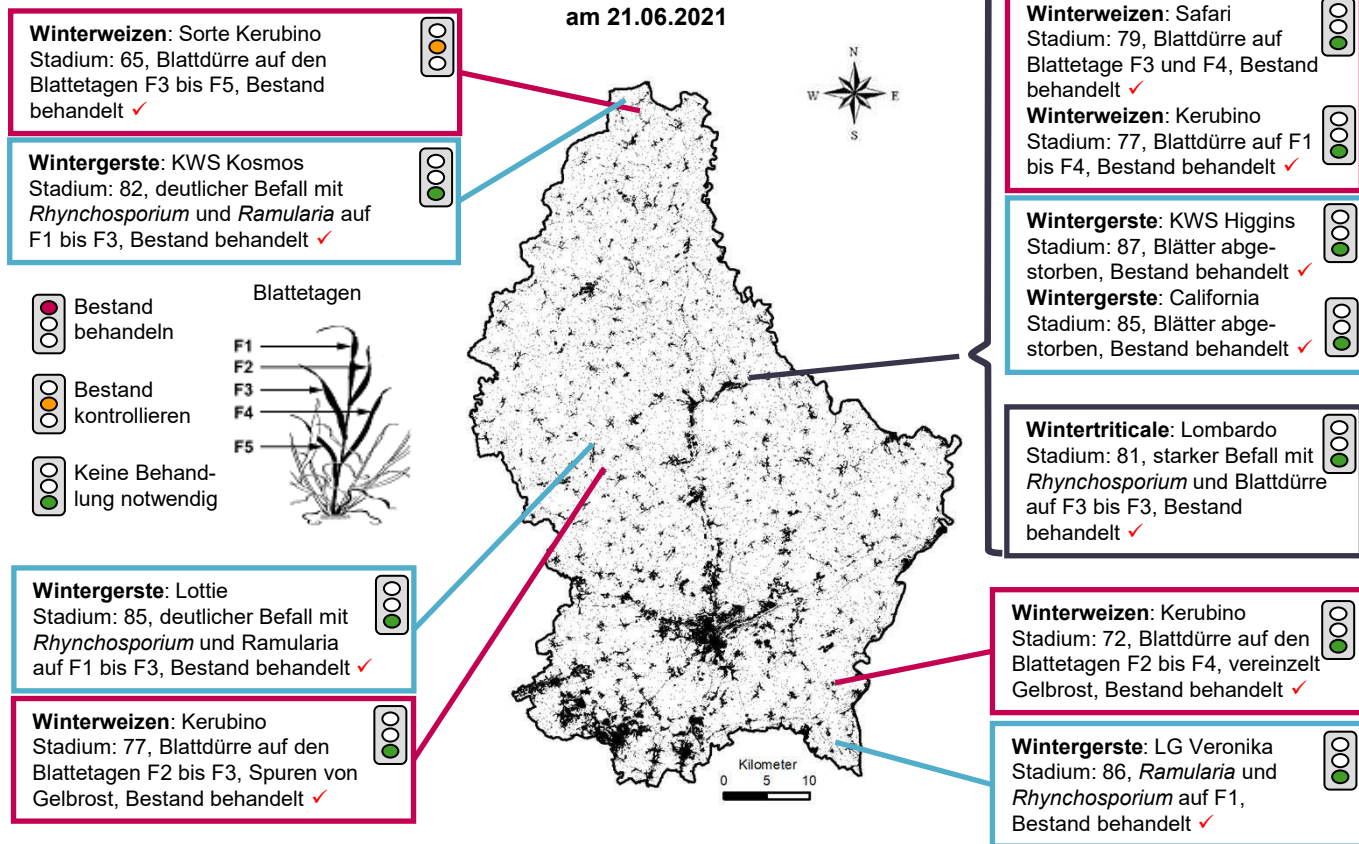 am 21.06.2021
Winterweizen: Sorte Kerubino
Stadium: 65, Blattdürre auf den
Blattetagen F3 bis F5, Bestand
behandelt ✓
Wintergerste: KWS Kosmos
Stadium: 82, deutlicher Befall mit
Rhynchosporium und Ramularia auf
F1 bis F3, Bestand behandelt ✓
Bestand
behandeln
Bestand
kontrollieren
Keine Behand-
lung notwendig
Blattetagen
F1
F2
F3
F4
F5
Wintergerste: Lottie
Stadium: 85, deutlicher Befall mit
Rhynchosporium und Ramularia
auf F1 bis F3, Bestand behandelt ✓
Winterweizen: Kerubino
Stadium: 77, Blattdürre auf den
Blattetagen F2 bis F3, Spuren von
Gelbrost, Bestand behandelt ✓
N
W E
S
Kilometer
0 5 10
Winterweizen: Safari
Stadium: 79, Blattdürre auf
Blattetage F3 und F4, Bestand
behandelt ✓
Winterweizen: Kerubino
Stadium: 77, Blattdürre auf F1
bis F4, Bestand behandelt ✓
Wintergerste: KWS Higgins
Stadium: 87, Blätter abge-
storben, Bestand behandelt ✓
Wintergerste: California
Stadium: 85, Blätter abge-
storben, Bestand behandelt ✓
Wintertriticale: Lombardo
Stadium: 81, starker Befall mit
Rhynchosporium und Blattdürre
auf F3 bis F3, Bestand
behandelt ✓
Winterweizen: Kerubino
Stadium: 72, Blattdürre auf den
Blattetagen F2 bis F4, vereinzelt
Gelbrost, Bestand behandelt ✓
Wintergerste: LG Veronika
Stadium: 86, Ramularia und
Rhynchosporium auf F1,
Bestand behandelt ✓